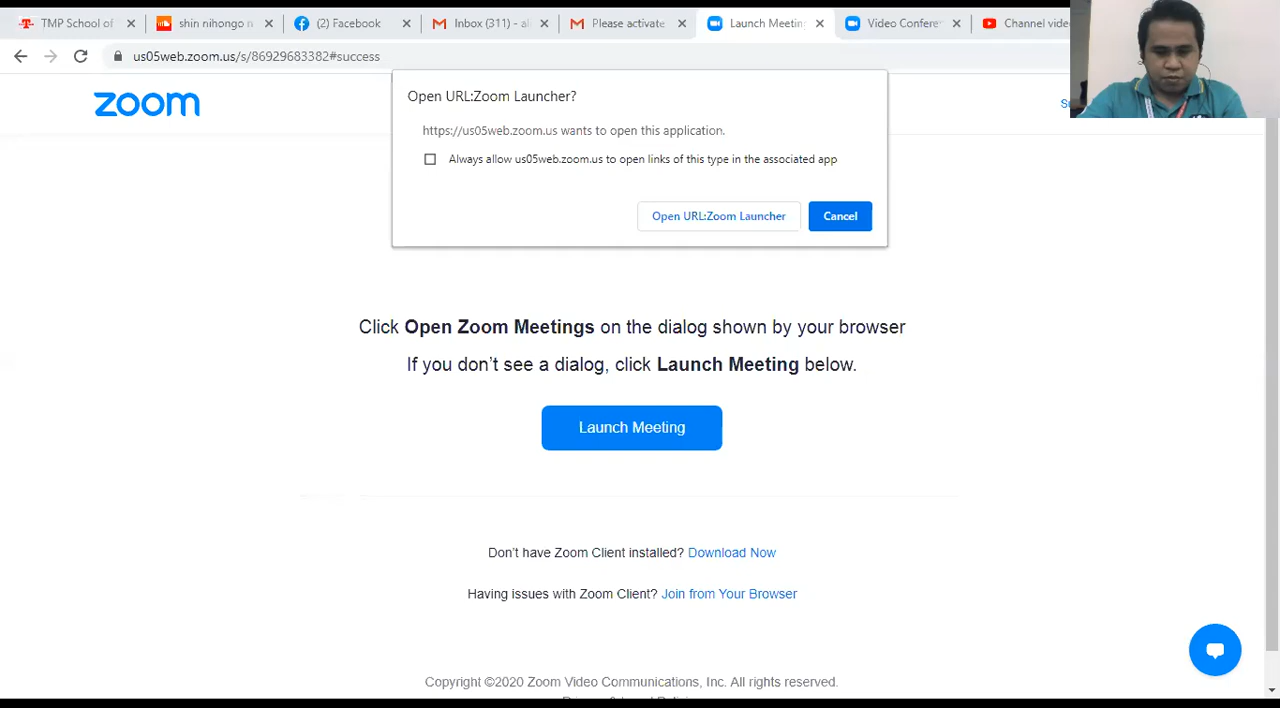 TMP School of
shin nihongo n
(2) Facebook
Inbox (311) - al
Please activate
Launch Meetin
Video Confere
Channel vide
us05web.zoom.us/s/86929683382#success
zoom
Open URL:Zoom Launcher?
https://us05web.zoom.us wants to open this application.
Always allow us05web.zoom.us to open links of this type in the associated app
Open URL:Zoom Launcher
Cancel
Click Open Zoom Meetings on the dialog shown by your browser
If you don't see a dialog, click Launch Meeting below.
Launch Meeting
Don't have Zoom Client installed? Download Now
Having issues with Zoom Client? Join from Your Browser
Copyright ©2020 Zoom Video Communications, Inc. All rights reserved.